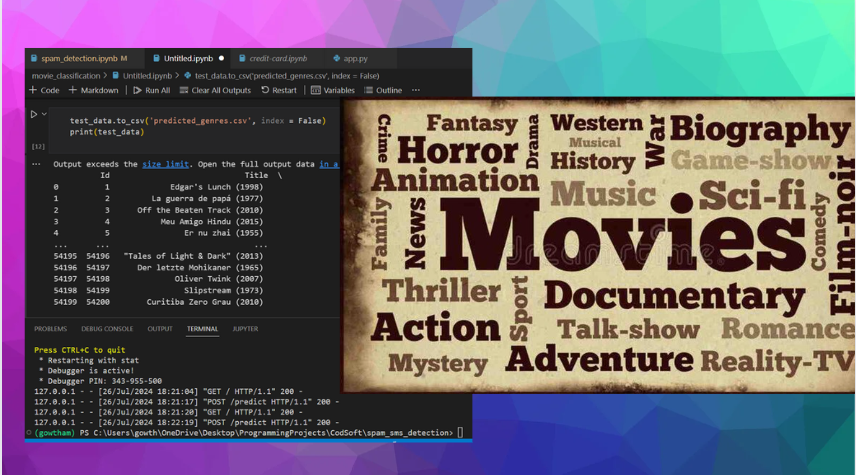 spam_detection.ipynb M
Untitled.ipynb
credit-card.ipynb
app.py
movie_classification > Untitled.ipynb > test_data.to_csv('predicted_genres.csv', index = False)
+ Code + Markdown | Run All Clear All Outputs Restart | Variables Outline ...
test_data.to_csv('predicted_genres.csv', index = False)
print(test_data)
[12]
... Output exceeds the size limit. Open the full output data in a
Id Title \
0 1 Edgar's Lunch (1998)
1 2 La guerra de papá (1977)
2 3 Off the Beaten Track (2010)
3 4 Meu Amigo Hindu (2015)
4 5 Er nu zhai (1955)
... ... ...
54195 54196 "Tales of Light & Dark" (2013)
54196 54197 Der letzte Mohikaner (1965)
54197 54198 Oliver Twink (2007)
54198 54199 Slipstream (1973)
54199 54200 Curitiba Zero Grau (2010)
PROBLEMS DEBUG CONSOLE OUTPUT TERMINAL JUPYTER
Press CTRL+C to quit
* Restarting with stat
* Debugger is active!
* Debugger PIN: 343-955-500
127.0.0.1 - - [26/Jul/2024 18:21:04] "GET / HTTP/1.1" 200 -
127.0.0.1 - - [26/Jul/2024 18:21:17] "POST /predict HTTP/1.1" 200 -
127.0.0.1 - - [26/Jul/2024 18:21:20] "GET / HTTP/1.1" 200 -
127.0.0.1 - - [26/Jul/2024 18:22:19] "POST /predict HTTP/1.1" 200 -
(gowtham) PS C:\Users\gowth\OneDrive\Desktop\ProgrammingProjects\CodSoft\spam_sms_detection>
Crime
Fantasy
Drama
Western
Musical
War
Biography
Horror
History
Game-show
Animation
Music
Sci-fi
Family
News
Movies
Comedy
Film-noir
dreamstime
Thriller
Sport
Documentary
Action
Talk-show
Romance
Mystery
Adventure
Reality-TV